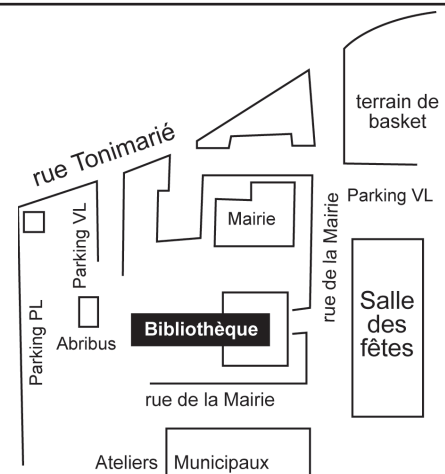 terrain de
basket
rue Tonimarié
Parking VL
Mairie
rue de la Mairie
Parking VL
Parking PL
Abribus
Bibliothèque
Salle
des
fêtes
rue de la Mairie
Ateliers Municipaux